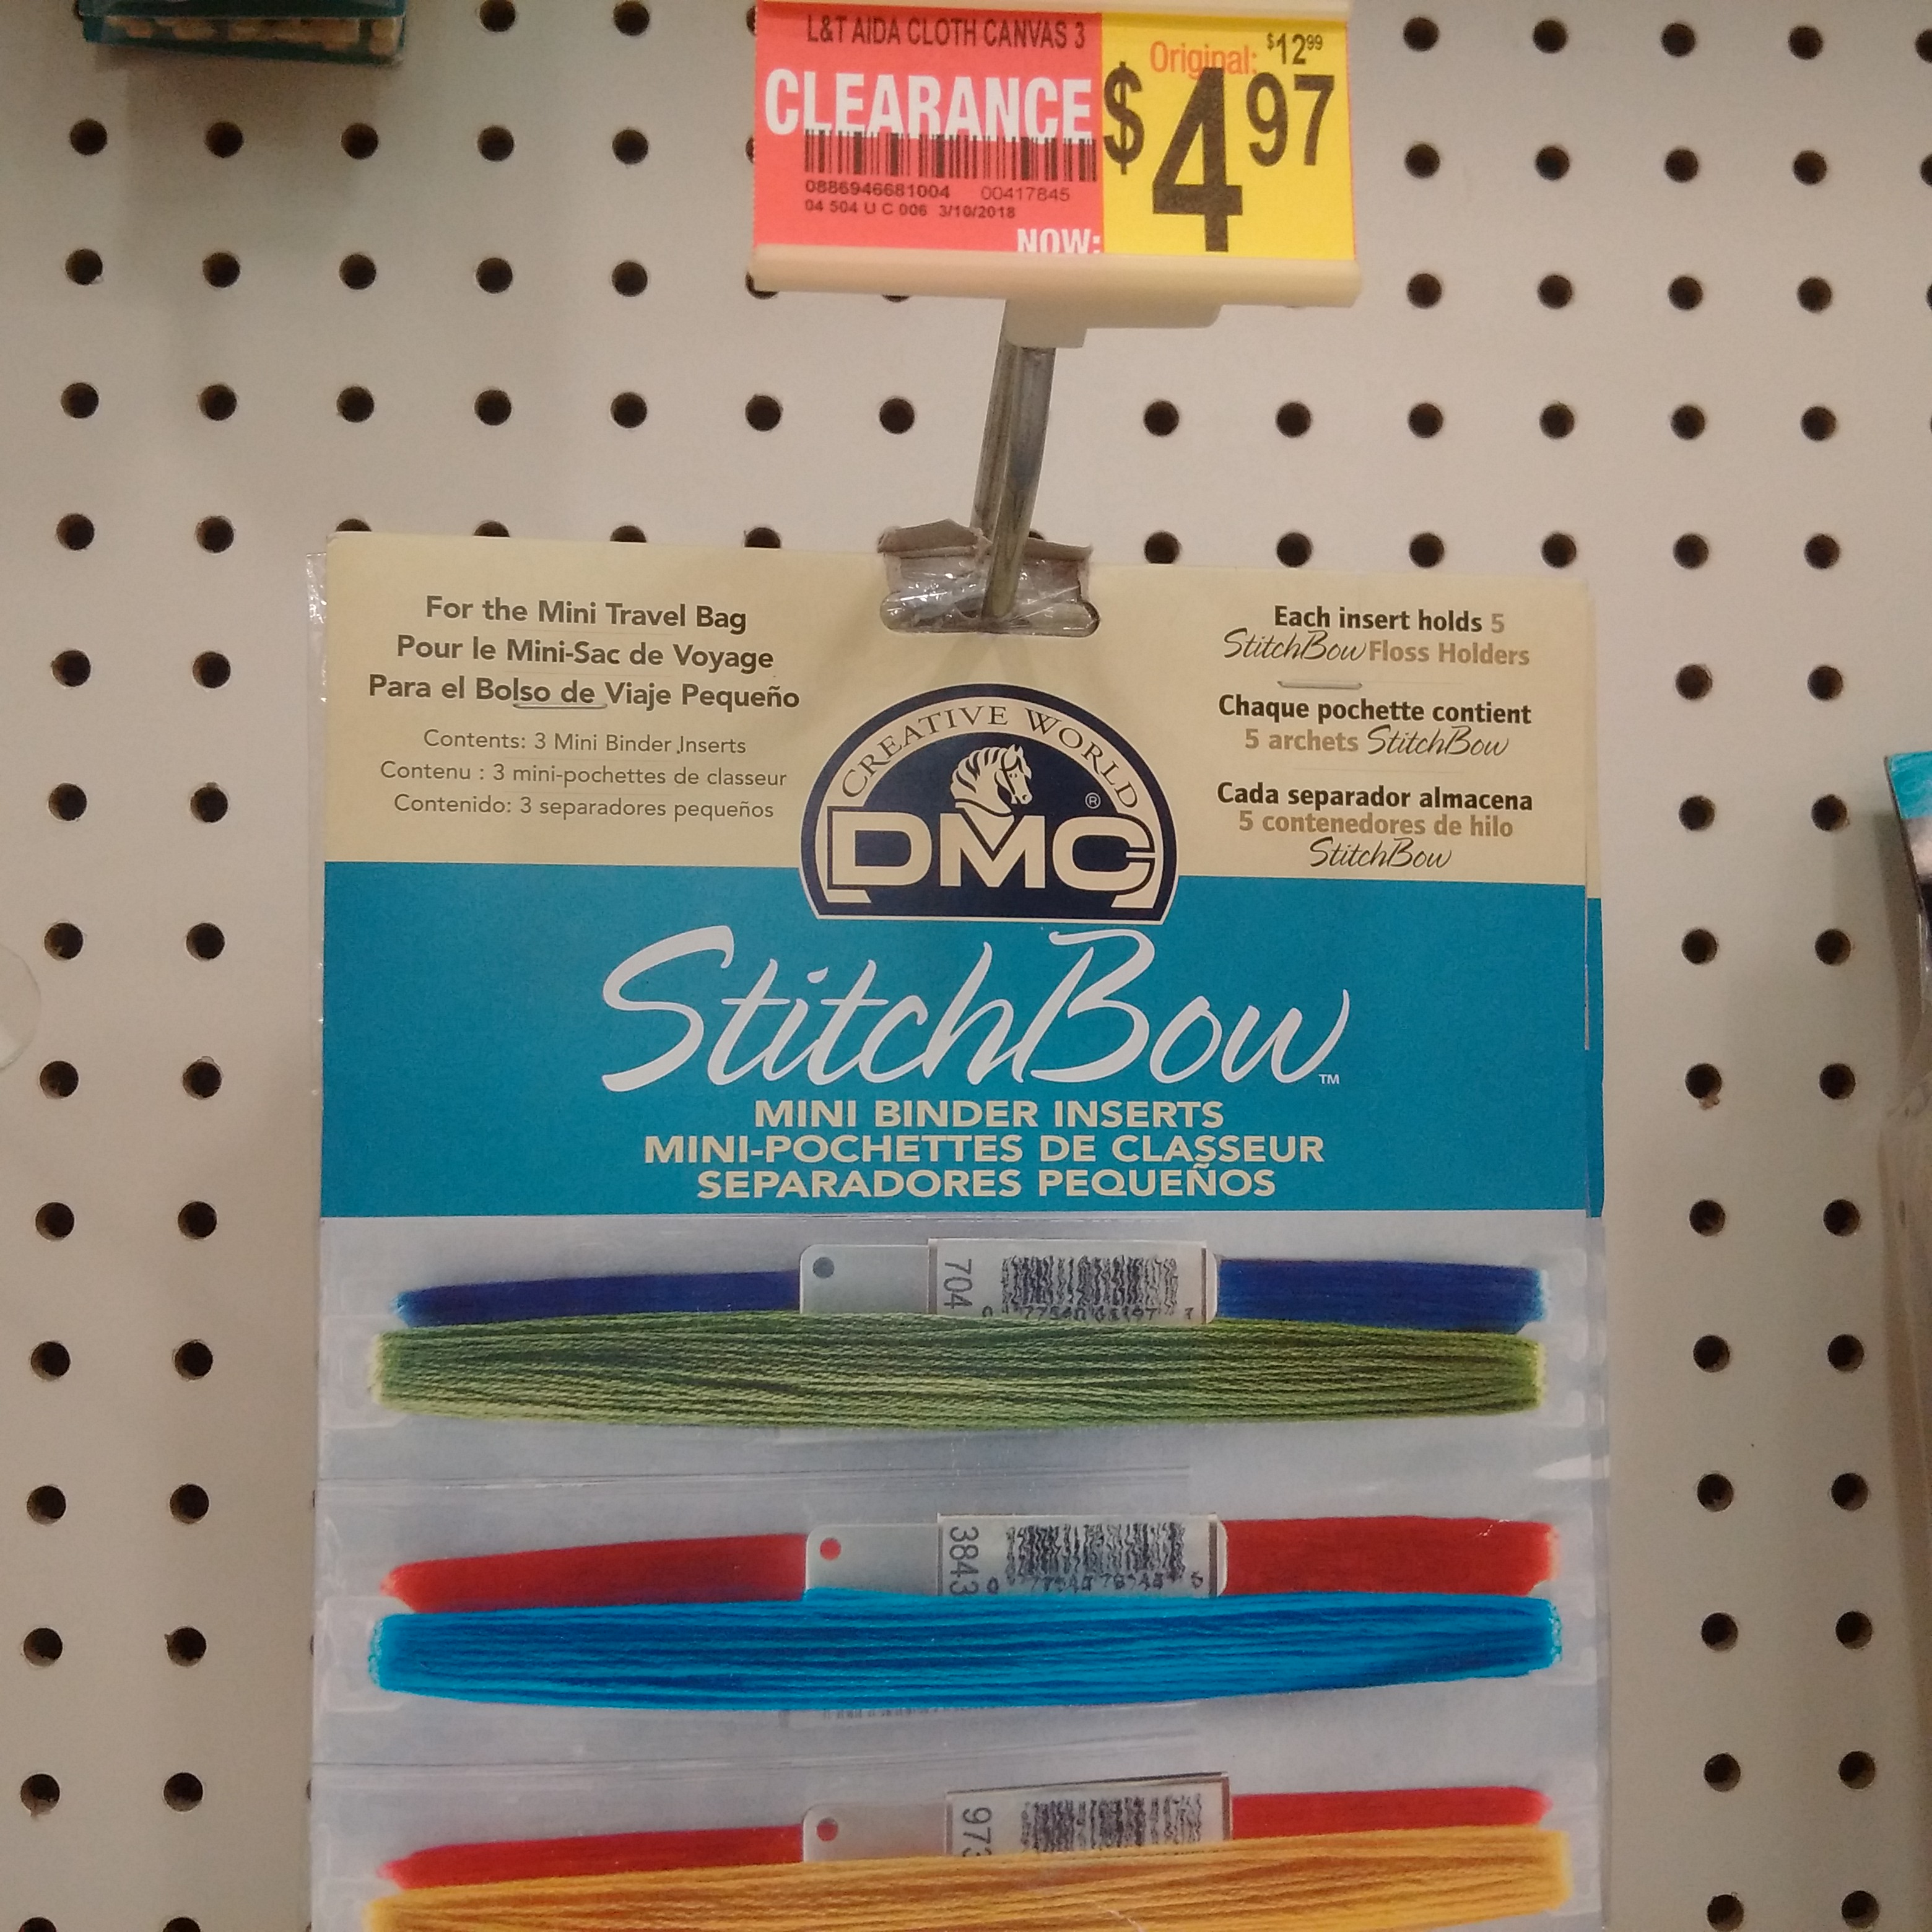 L&T AIDA CLOTH CANVAS 3
CLEARANCE
0886946681004 00417845
04 504 U C 006 3/10/2018
NOW:
Original: $12.99
$4.97
For the Mini Travel Bag
Pour le Mini-Sac de Voyage
Para el Bolso de Viaje Pequeño
Contents: 3 Mini Binder Inserts
Contenu : 3 mini-pochettes de classeur
Contenido: 3 separadores pequeños
CREATIVE WORLD
®
DMC
Each insert holds 5
StitchBow Floss Holders
Chaque pochette contient
5 archets StitchBow
Cada separador almacena
5 contenedores de hilo
StitchBow
StitchBow™
MINI BINDER INSERTS
MINI-POCHETTES DE CLASSEUR
SEPARADORES PEQUEÑOS
704
3843